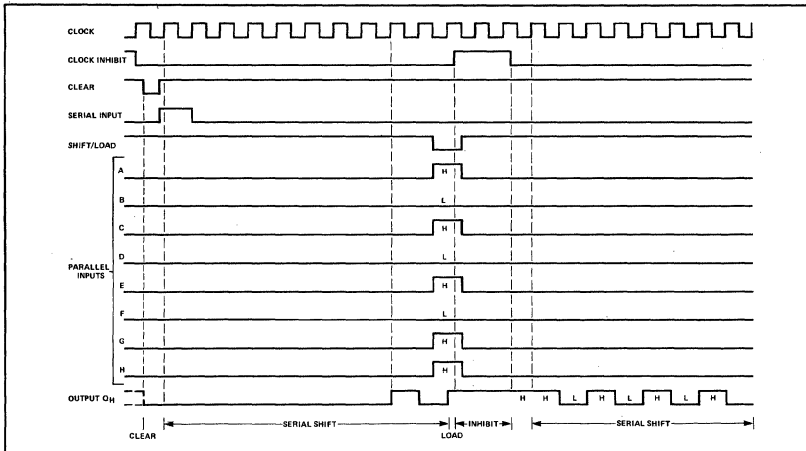 CLOCK
CLOCK INHIBIT
CLEAR
SERIAL INPUT
SHIFT/LOAD
A
H
B
L
C
H
D
L
PARALLEL
INPUTS
E
H
F
L
G
H
H
H
OUTPUT QH
H H L H L H L H
SERIAL SHIFT
INHIBIT
SERIAL SHIFT
CLEAR
LOAD